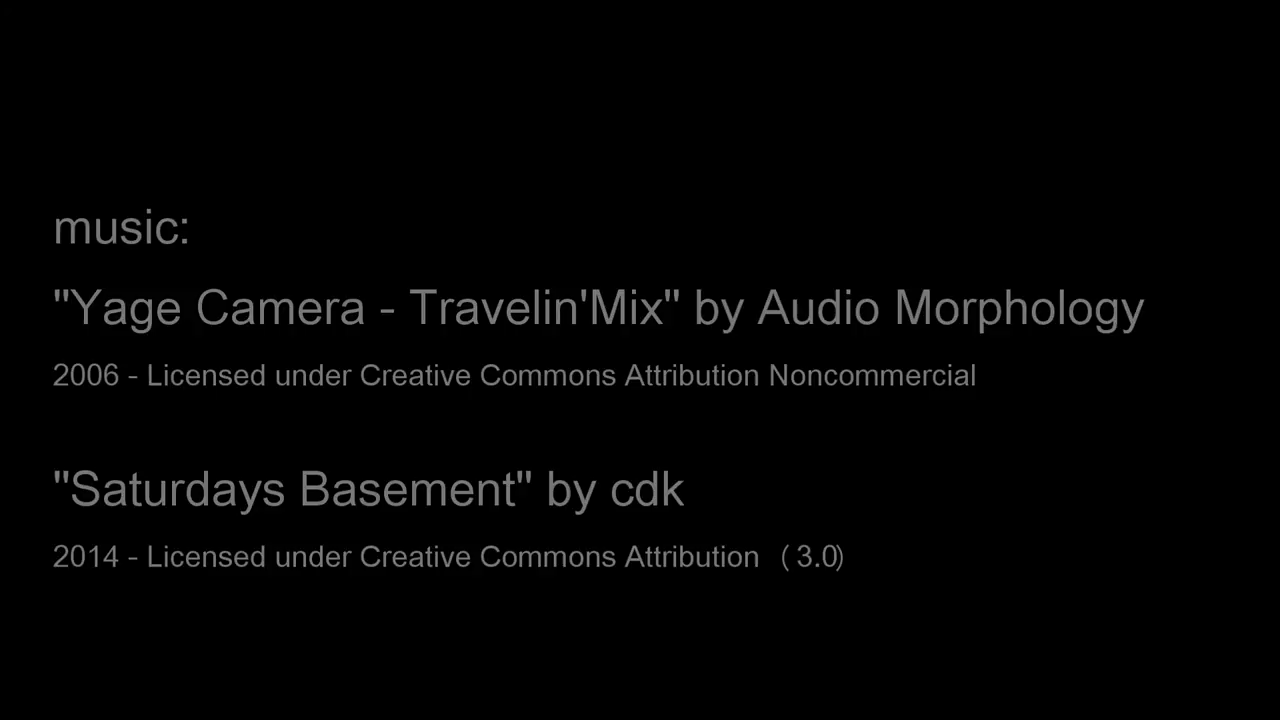 music:
"Yage Camera - Travelin'Mix" by Audio Morphology
2006 - Licensed under Creative Commons Attribution Noncommercial
"Saturdays Basement" by cdk
2014 - Licensed under Creative Commons Attribution (3.0)